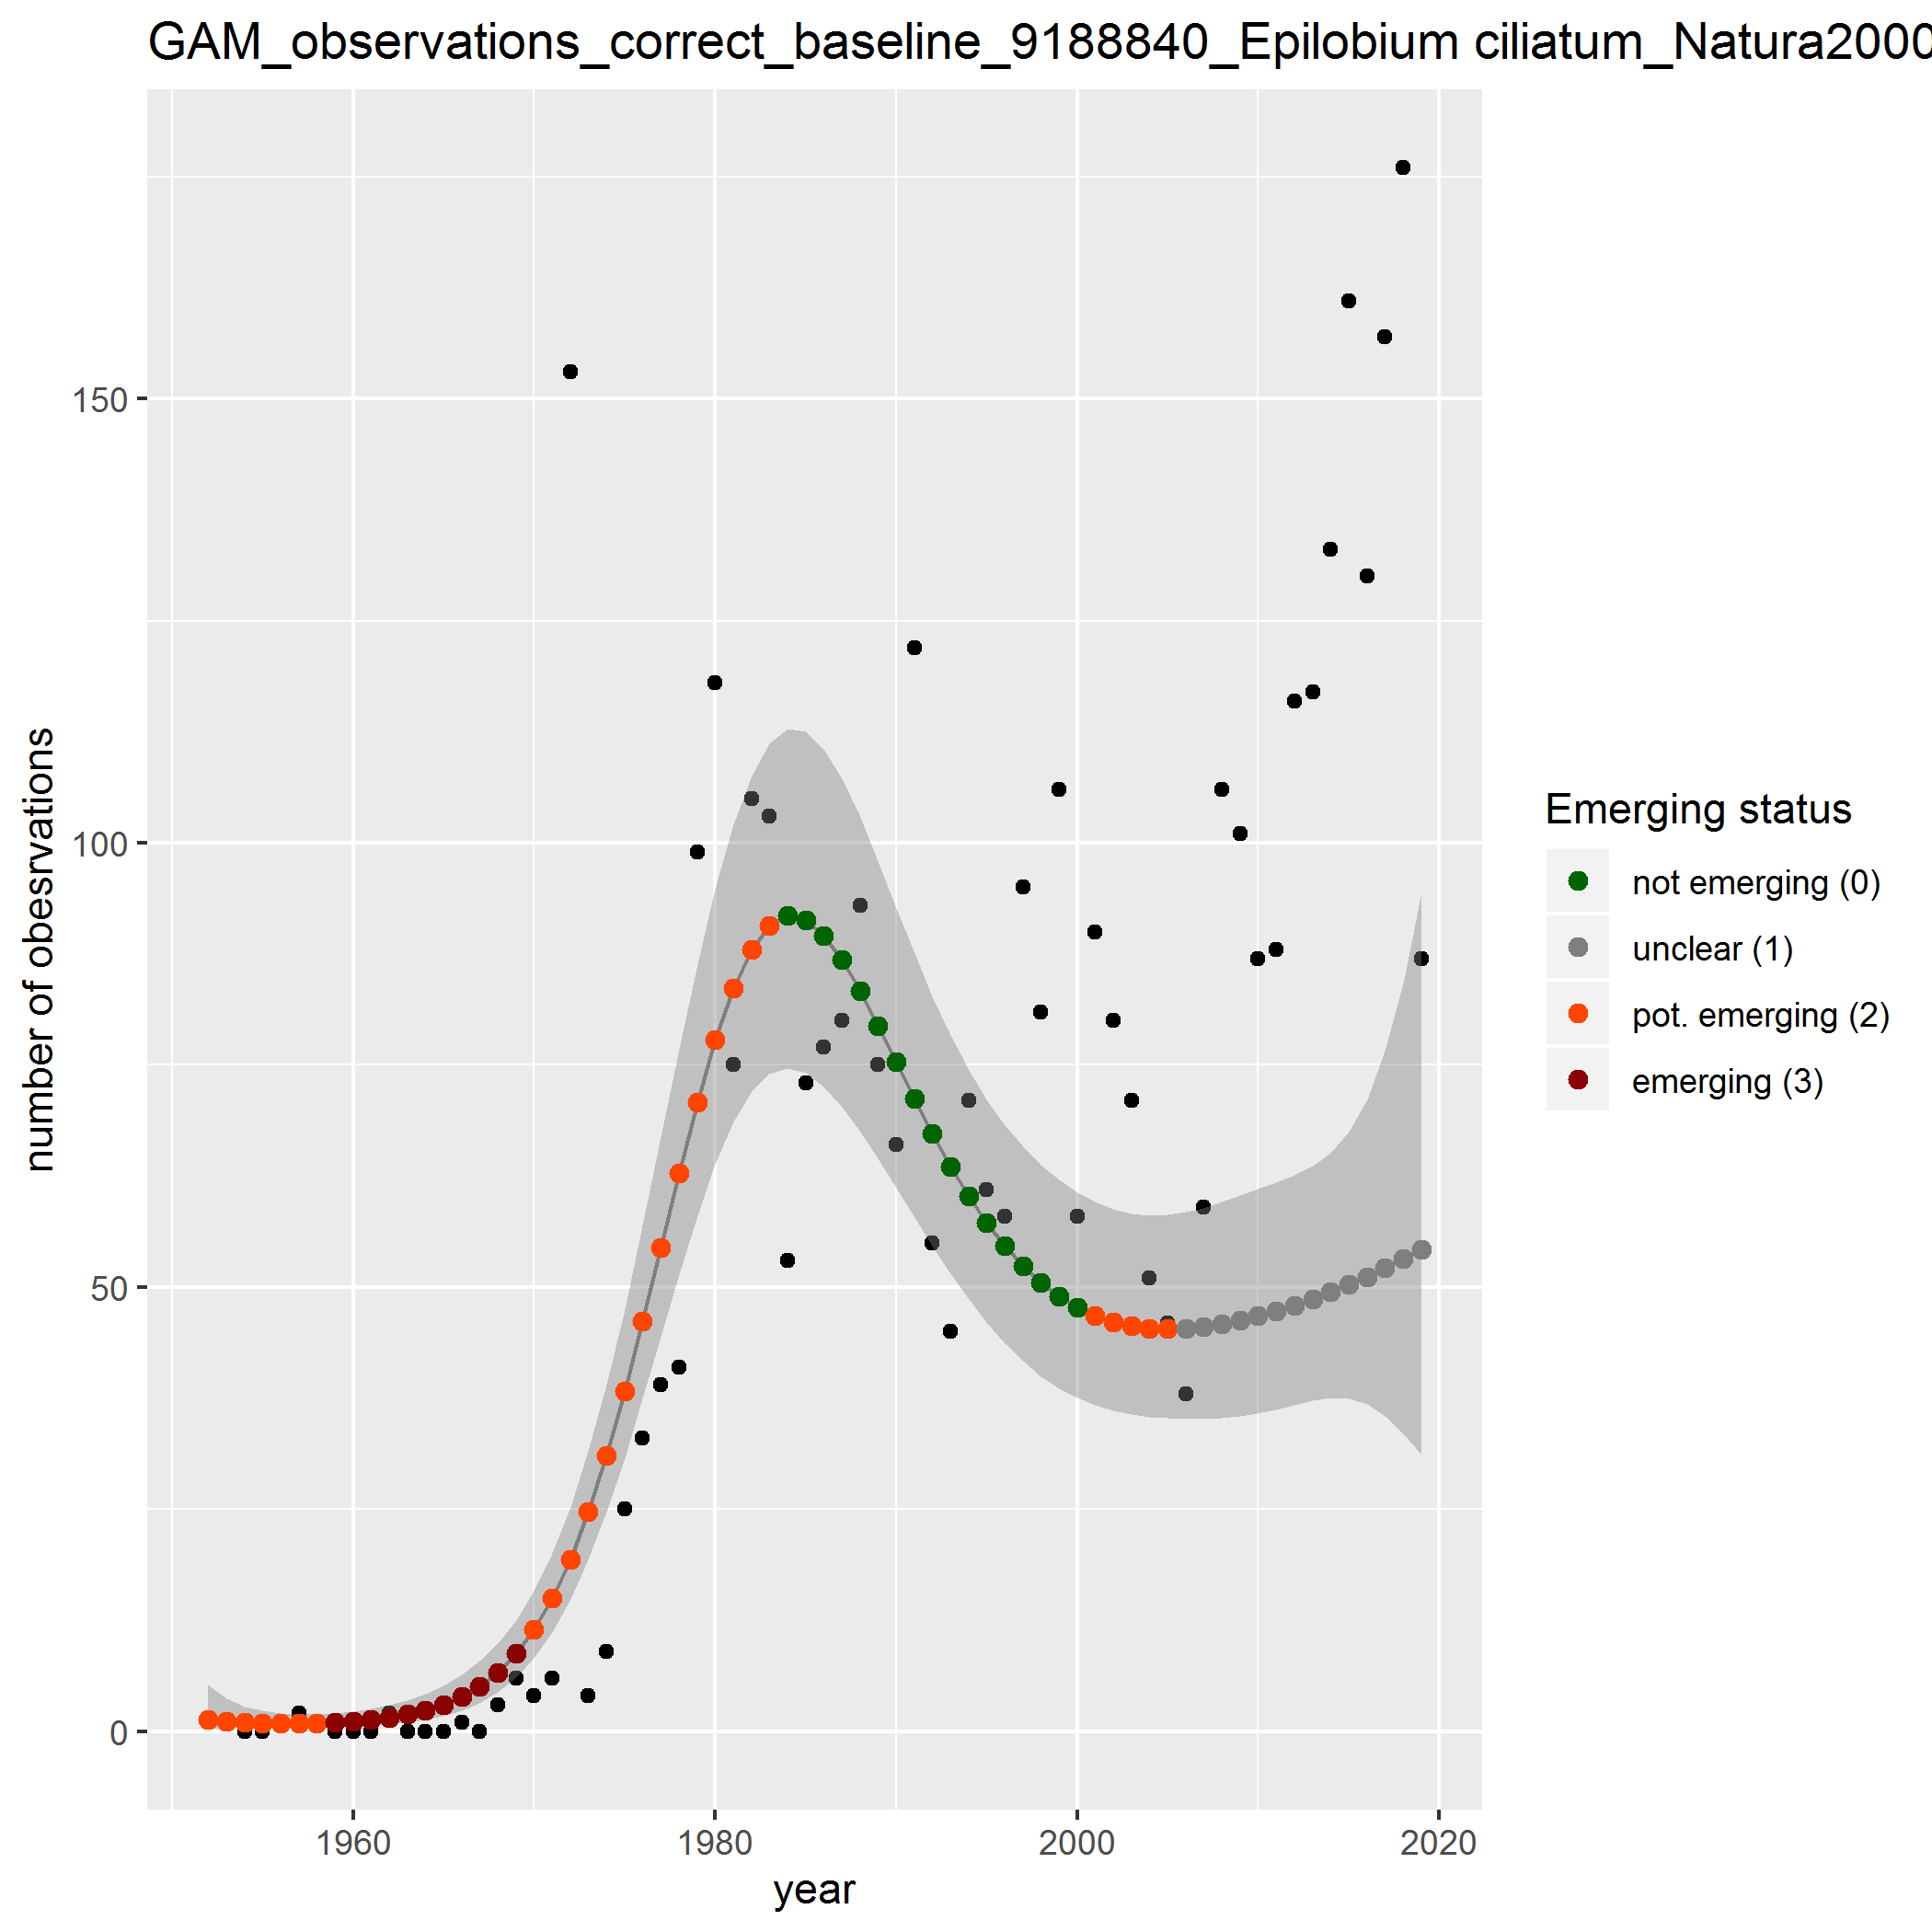 GAM_observations_correct_baseline_9188840_Epilobium ciliatum_Natura2000
number of obesrvations
150
100
50
0
1960 1980 2000 2020
year
Emerging status
not emerging (0)
unclear (1)
pot. emerging (2)
emerging (3)